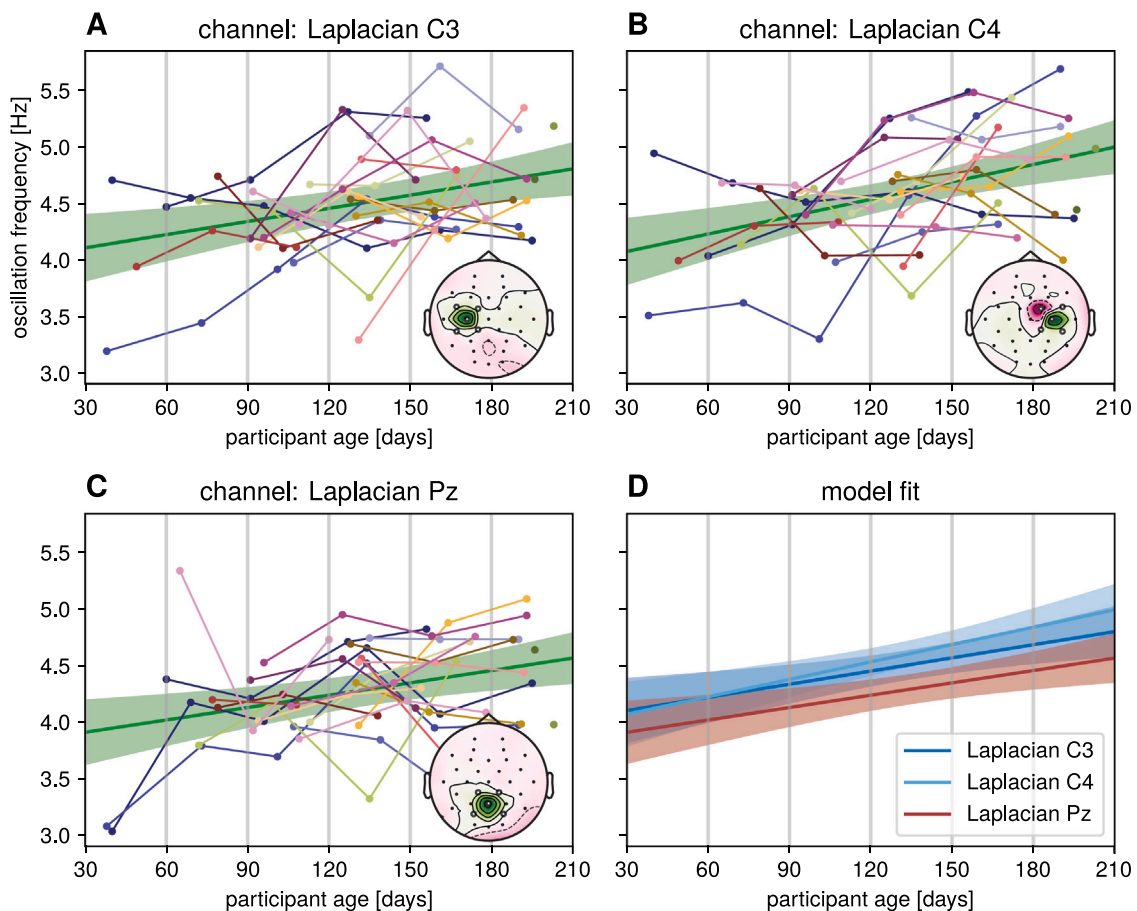 A
channel: Laplacian C3
B
channel: Laplacian C4
oscillation frequency [Hz]
5.5
5.0
4.5
4.0
3.5
3.0
30 60 90 120 150 180 210
30 60 90 120 150 180 210
participant age [days]
participant age [days]
C
channel: Laplacian Pz
D
model fit
5.5
5.0
4.5
4.0
3.5
3.0
Laplacian C3
Laplacian C4
Laplacian Pz
30 60 90 120 150 180 210
30 60 90 120 150 180 210
participant age [days]
participant age [days]